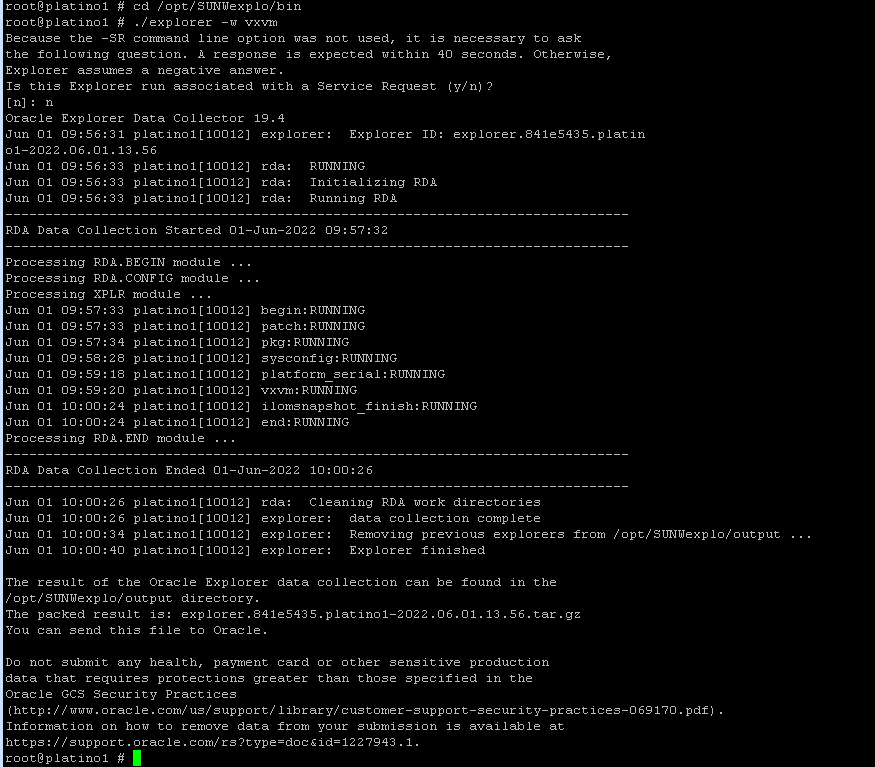 root@platino1 # cd /opt/SUNWexplo/bin
root@platino1 # ./explorer -w vxvm
Because the -SR command line option was not used, it is necessary to ask
the following question. A response is expected within 40 seconds. Otherwise,
Explorer assumes a negative answer.
Is this Explorer run associated with a Service Request (y/n)?
[n]: n
Oracle Explorer Data Collector 19.4
Jun 01 09:56:31 platino1[10012] explorer:  Explorer ID: explorer.841e5435.platin
o1-2022.06.01.13.56
Jun 01 09:56:33 platino1[10012] rda:  RUNNING
Jun 01 09:56:33 platino1[10012] rda:  Initializing RDA
Jun 01 09:56:33 platino1[10012] rda:  Running RDA
------------------------------------------------------------------------------
RDA Data Collection Started 01-Jun-2022 09:57:32
------------------------------------------------------------------------------
Processing RDA.BEGIN module ...
Processing RDA.CONFIG module ...
Processing XPLR module ...
Jun 01 09:57:33 platino1[10012] begin:RUNNING
Jun 01 09:57:33 platino1[10012] patch:RUNNING
Jun 01 09:57:34 platino1[10012] pkg:RUNNING
Jun 01 09:58:28 platino1[10012] sysconfig:RUNNING
Jun 01 09:59:18 platino1[10012] platform_serial:RUNNING
Jun 01 09:59:20 platino1[10012] vxvm:RUNNING
Jun 01 10:00:24 platino1[10012] ilomsnapshot_finish:RUNNING
Jun 01 10:00:24 platino1[10012] end:RUNNING
Processing RDA.END module ...
------------------------------------------------------------------------------
RDA Data Collection Ended 01-Jun-2022 10:00:26
------------------------------------------------------------------------------
Jun 01 10:00:26 platino1[10012] rda:  Cleaning RDA work directories
Jun 01 10:00:26 platino1[10012] explorer:  data collection complete
Jun 01 10:00:34 platino1[10012] explorer:  Removing previous explorers from /opt/SUNWexplo/output ...
Jun 01 10:00:40 platino1[10012] explorer:  Explorer finished
The result of the Oracle Explorer data collection can be found in the
/opt/SUNWexplo/output directory.
The packed result is: explorer.841e5435.platino1-2022.06.01.13.56.tar.gz
You can send this file to Oracle.
Do not submit any health, payment card or other sensitive production
data that requires protections greater than those specified in the
Oracle GCS Security Practices
(http://www.oracle.com/us/support/library/customer-support-security-practices-069170.pdf).
Information on how to remove data from your submission is available at
https://support.oracle.com/rs?type=doc&id=1227943.1.
root@platino1 #